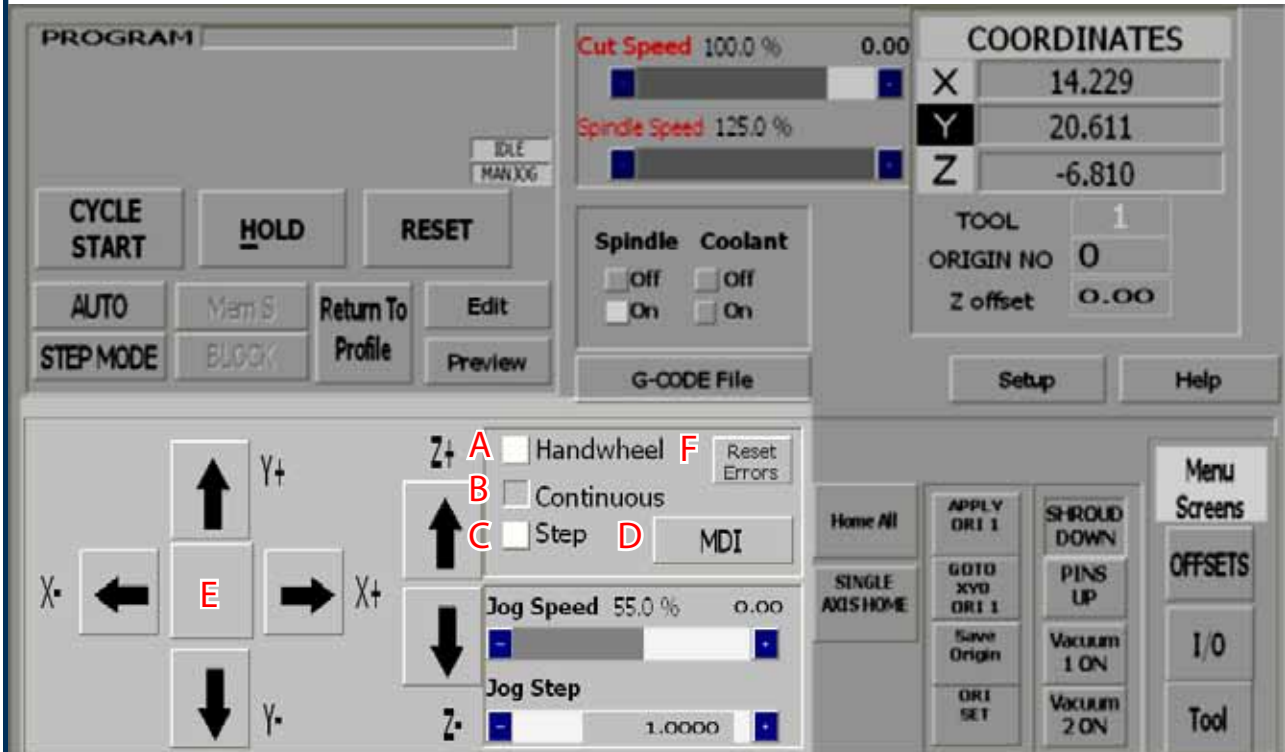 PROGRAM
IDLE
MANJOG
CYCLE
START
HOLD
RESET
AUTO
Mem S
Return To
Profile
Edit
STEP MODE
BLOCK
Preview
Cut Speed 100.0 % 0.00
Spindle Speed 125.0 %
Spindle Coolant
Off Off
On On
G-CODE File
COORDINATES
X 14.229
Y 20.611
Z -6.810
TOOL 1
ORIGIN NO 0
Z offset 0.00
Setup
Help
Y+
X-
E
X+
Y-
Z+
Z-
A Handwheel
B Continuous
C Step
D MDI
F Reset
Errors
Jog Speed 55.0 % 0.00
-
+
Jog Step
-
1.0000
+
Home All
SINGLE
AXIS HOME
APPLY
ORI 1
GOTO
XY0
ORI 1
Save
Origin
ORI
SET
SHROUD
DOWN
PINS
UP
Vacuum
1 ON
Vacuum
2 ON
Menu
Screens
OFFSETS
I/O
Tool